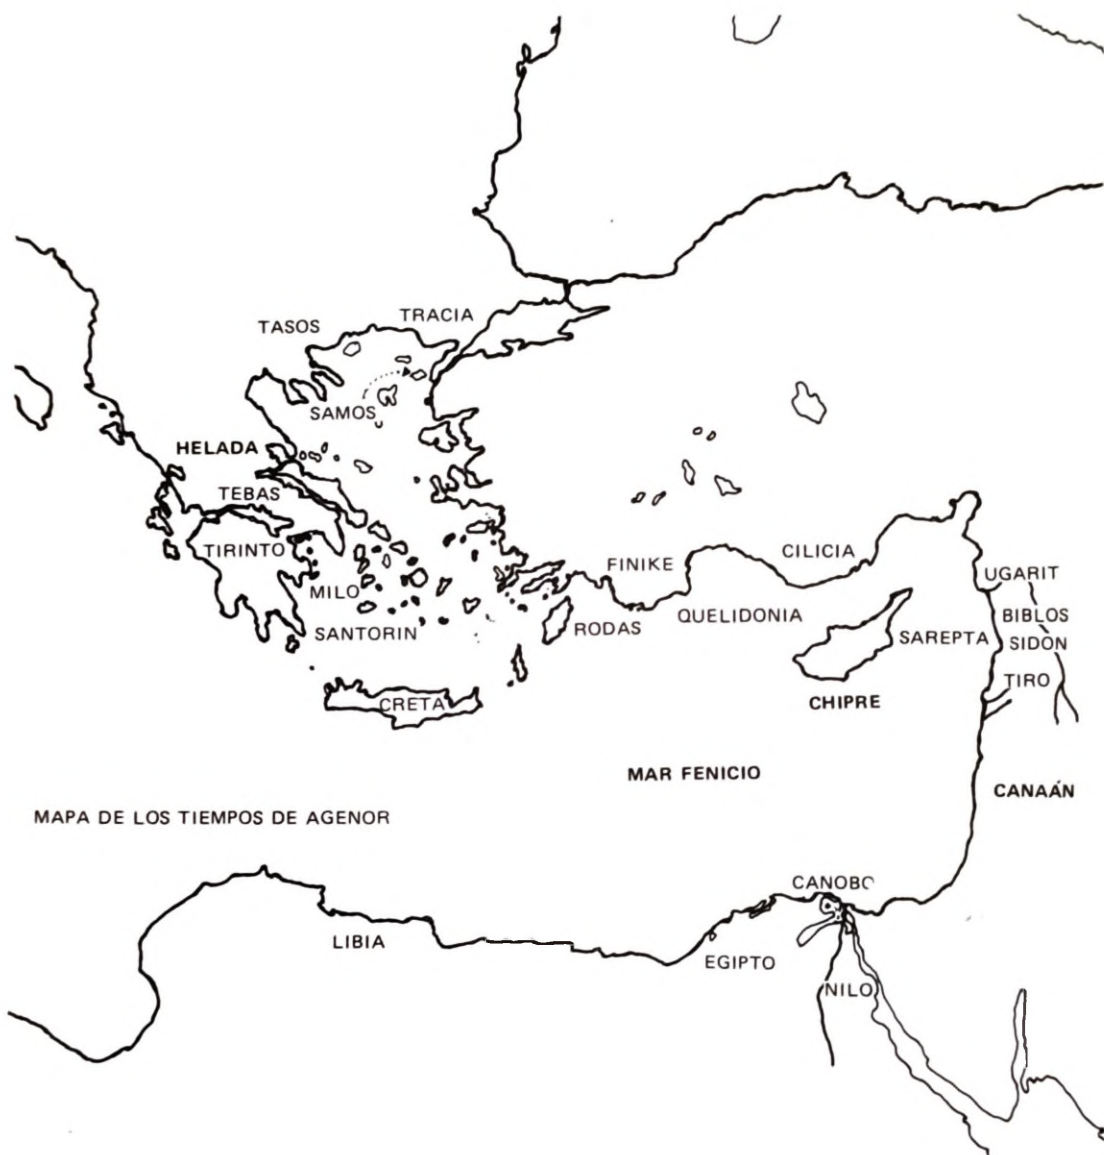 TRACIA
TASOS
SAMOS
HELADA
TEBAS
TIRINTO
FINIKE
CILICIA
UGARIT
MILO
QUELIDONIA
BIBLOS
SANTORIN
RODAS
SAREPTA
SIDON
TIRO
CRETA
CHIPRE
MAR FENICIO
CANAÁN
MAPA DE LOS TIEMPOS DE AGENOR
CANOBO
LIBIA
EGIPTO
NILO